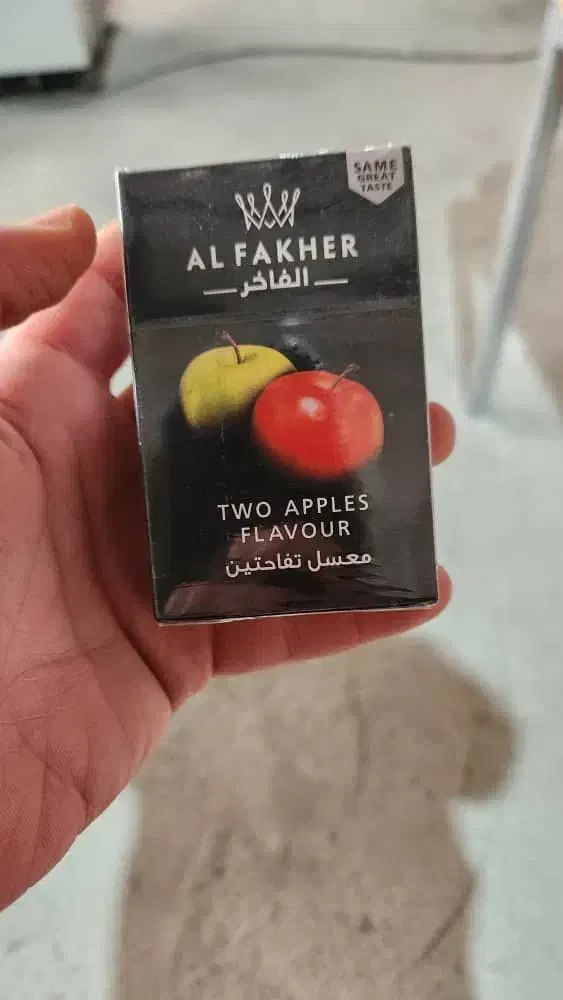 SAME
GREAT
TASTE
AL FAKHER
الفاخر
TWO APPLES
FLAVOUR
معسل تفاحتين